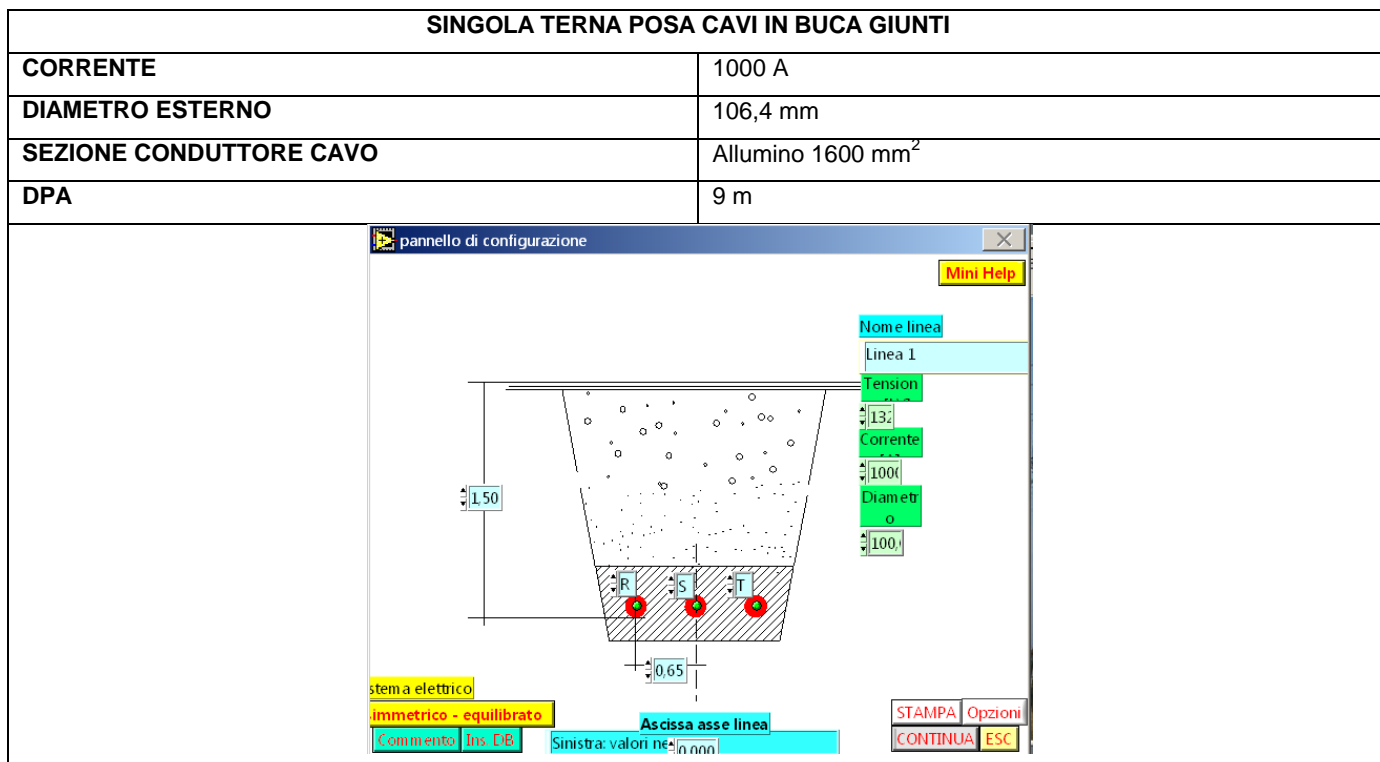 SINGOLA TERNA POSA CAVI IN BUCA GIUNTI
CORRENTE 1000 A
DIAMETRO ESTERNO 106,4 mm
SEZIONE CONDUTTORE CAVO Allumino 1600 mm²
DPA 9 m
pannello di configurazione
Mini Help
Nome linea
Linea 1
Tension
132
Corrente
1000
Diametr
o
100,
1,50
R S T
0,65
stema elettrico
immetrico - equilibrato
Commento Ins. DB
Ascissa asse linea
Sinistra: valori ne
0,000
STAMPA Opzioni
CONTINUA ESC